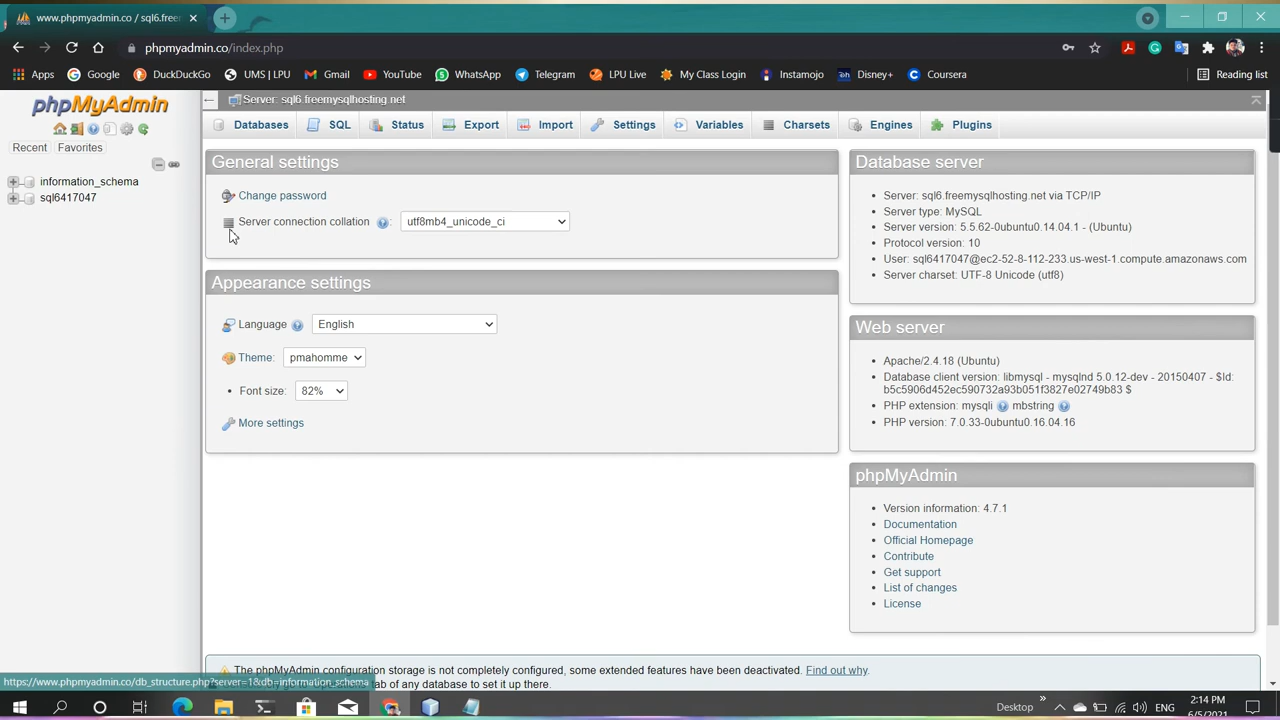 www.phpmyadmin.co / sql6.free
phpmyadmin.co/index.php
Apps Google DuckDuckGo UMS | LPU Gmail YouTube WhatsApp Telegram LPU Live My Class Login Instamojo Disney+ Coursera Reading list
phpMyAdmin
Recent Favorites
information_schema
sql6417047
Server: sql6.freemysqlhosting.net
Databases SQL Status Export Import Settings Variables Charsets Engines Plugins
General settings
Change password
Server connection collation : utf8mb4_unicode_ci
Appearance settings
Language English
Theme: pmahomme
• Font size: 82%
More settings
Database server
• Server: sql6.freemysqlhosting.net via TCP/IP
• Server type: MySQL
• Server version: 5.5.62-0ubuntu0.14.04.1 - (Ubuntu)
• Protocol version: 10
• User: sql6417047@ec2-52-8-112-233.us-west-1.compute.amazonaws.com
• Server charset: UTF-8 Unicode (utf8)
Web server
• Apache/2.4.18 (Ubuntu)
• Database client version: libmysql - mysqlnd 5.0.12-dev - 20150407 - $Id:
b5c5906d452ec590732a93b051f3827e02749b83 $
• PHP extension: mysqli mbstring
• PHP version: 7.0.33-0ubuntu0.16.04.16
phpMyAdmin
• Version information: 4.7.1
• Documentation
• Official Homepage
• Contribute
• Get support
• List of changes
• License
The phpMyAdmin configuration storage is not completely configured, some extended features have been deactivated. Find out why.
tab of any database to set it up there.
https://www.phpmyadmin.co/db_structure.php?server=1&db=information_schema
Desktop ENG
2:14 PM
6/5/2021